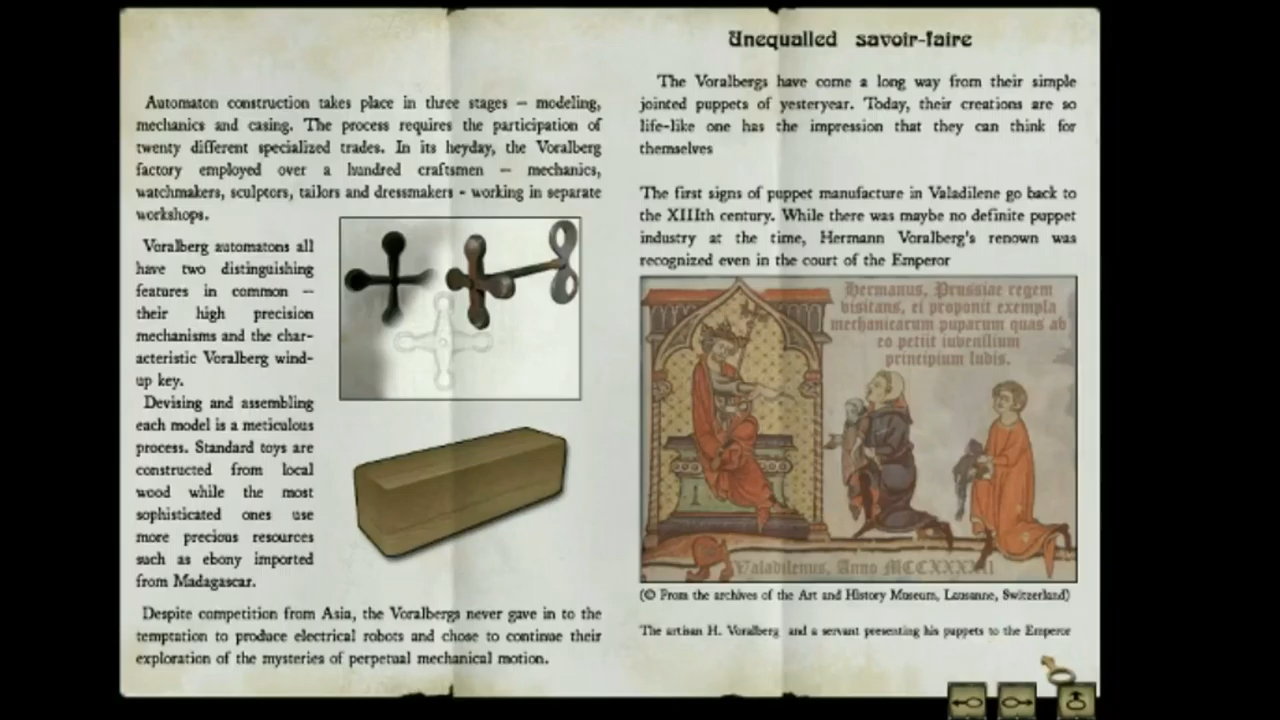 Automaton construction takes place in three stages – modeling,
mechanics and casing. The process requires the participation of
twenty different specialized trades. In its heyday, the Voralberg
factory employed over a hundred craftsmen – mechanics,
watchmakers, sculptors, tailors and dressmakers - working in separate
workshops.
Voralberg automatons all
have two distinguishing
features in common –
their high precision
mechanisms and the char-
acteristic Voralberg wind-
up key.
Devising and assembling
each model is a meticulous
process. Standard toys are
constructed from local
wood while the most
sophisticated ones use
more precious resources
such as ebony imported
from Madagascar.
Despite competition from Asia, the Voralbergs never gave in to the
temptation to produce electrical robots and chose to continue their
exploration of the mysteries of perpetual mechanical motion.
Unequalled savoir-faire
The Voralbergs have come a long way from their simple
jointed puppets of yesteryear. Today, their creations are so
life-like one has the impression that they can think for
themselves
The first signs of puppet manufacture in Valadilene go back to
the XIIIth century. While there was maybe no definite puppet
industry at the time, Hermann Voralberg's renown was
recognized even in the court of the Emperor
Hermanus, Prussiae regem
visitans, ei proponit exempla
mechanicarum puparum quas ab
eo petiit iuvenilium
principium ludis.
Valadilenus, Anno
(© From the archives of the Art and History Museum, Lausanne, Switzerland)
The artisan H. Voralberg and a servant presenting his puppets to the Emperor